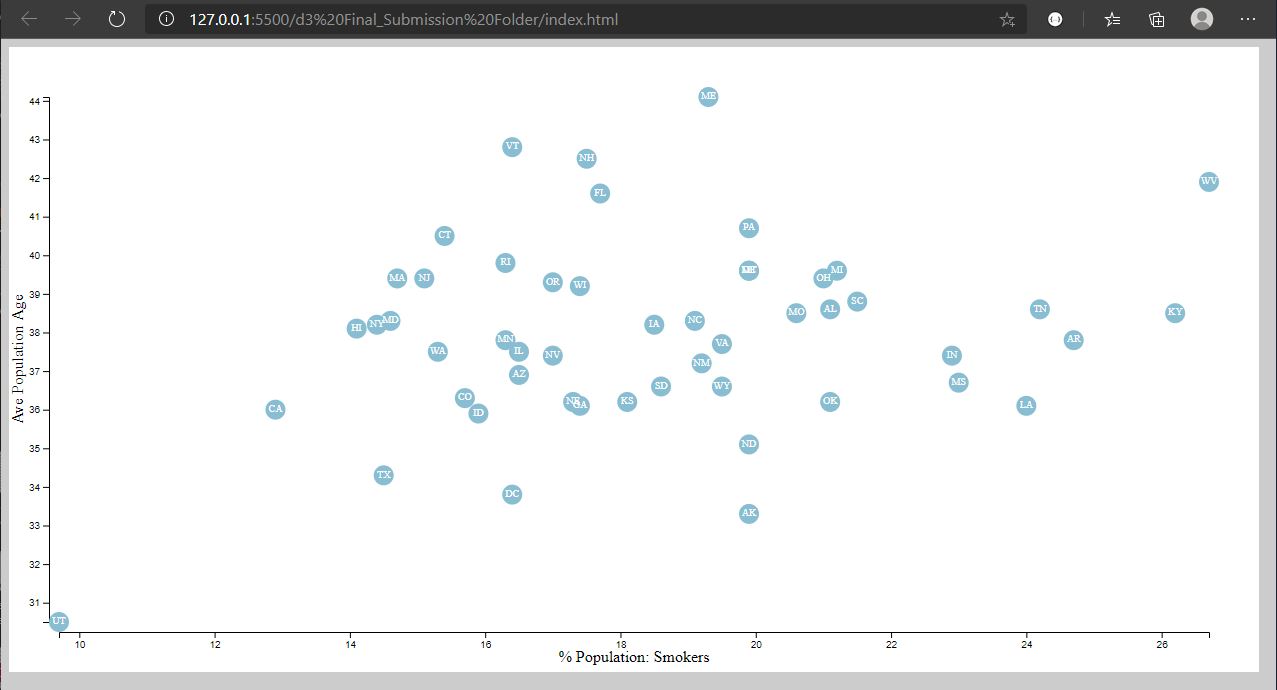 127.0.0.1:5500/d3%20Final_Submission%20Folder/index.html
ME
44
43
VT
NH
42
WV
FL
41
PA
CT
40
RI
MI
MA NJ OR WI OH
39
SC
MO AL TN KY
HI NY MD IA NC
38
MN VA AR
WA IL NV IN
NM
37
AZ
SD WY MS
CO KS OK
36
CA ID GA LA
35
ND
TX
34
DC
AK
33
32
31
UT
Ave Population Age
10 12 14 16 18 20 22 24 26
% Population: Smokers